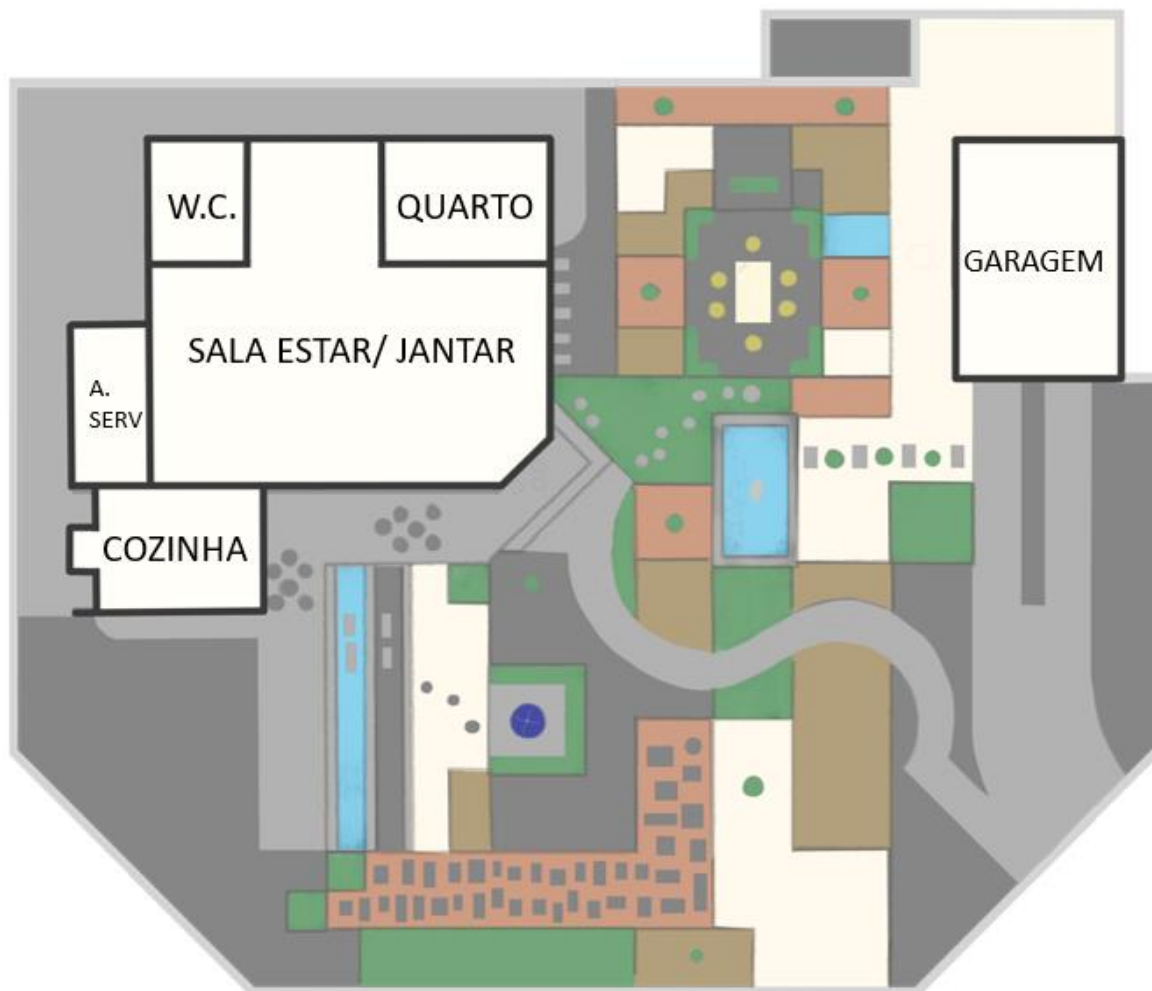 W.C.
QUARTO
GARAGEM
SALA ESTAR/ JANTAR
A.
SERV
COZINHA